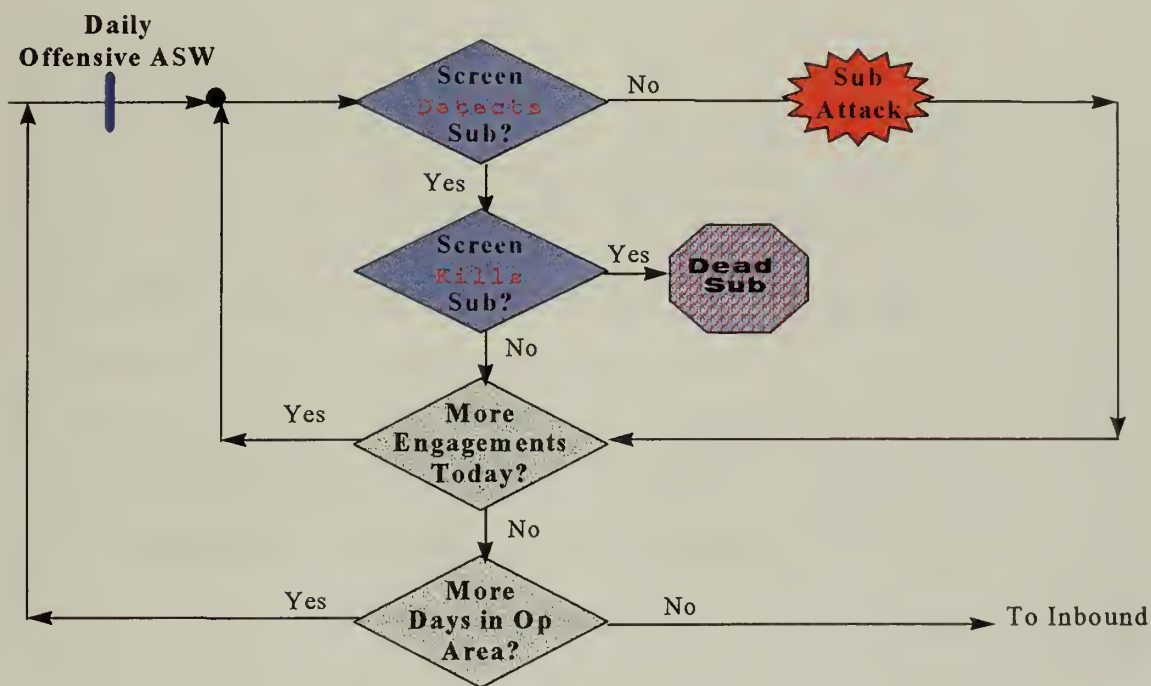 Daily
Offensive ASW
Screen
Detects
Sub?
No
Sub
Attack
Yes
Screen
Kills
Sub?
Yes
Dead
Sub
No
More
Engagements
Today?
Yes
No
More
Days in Op
Area?
Yes
No
To Inbound